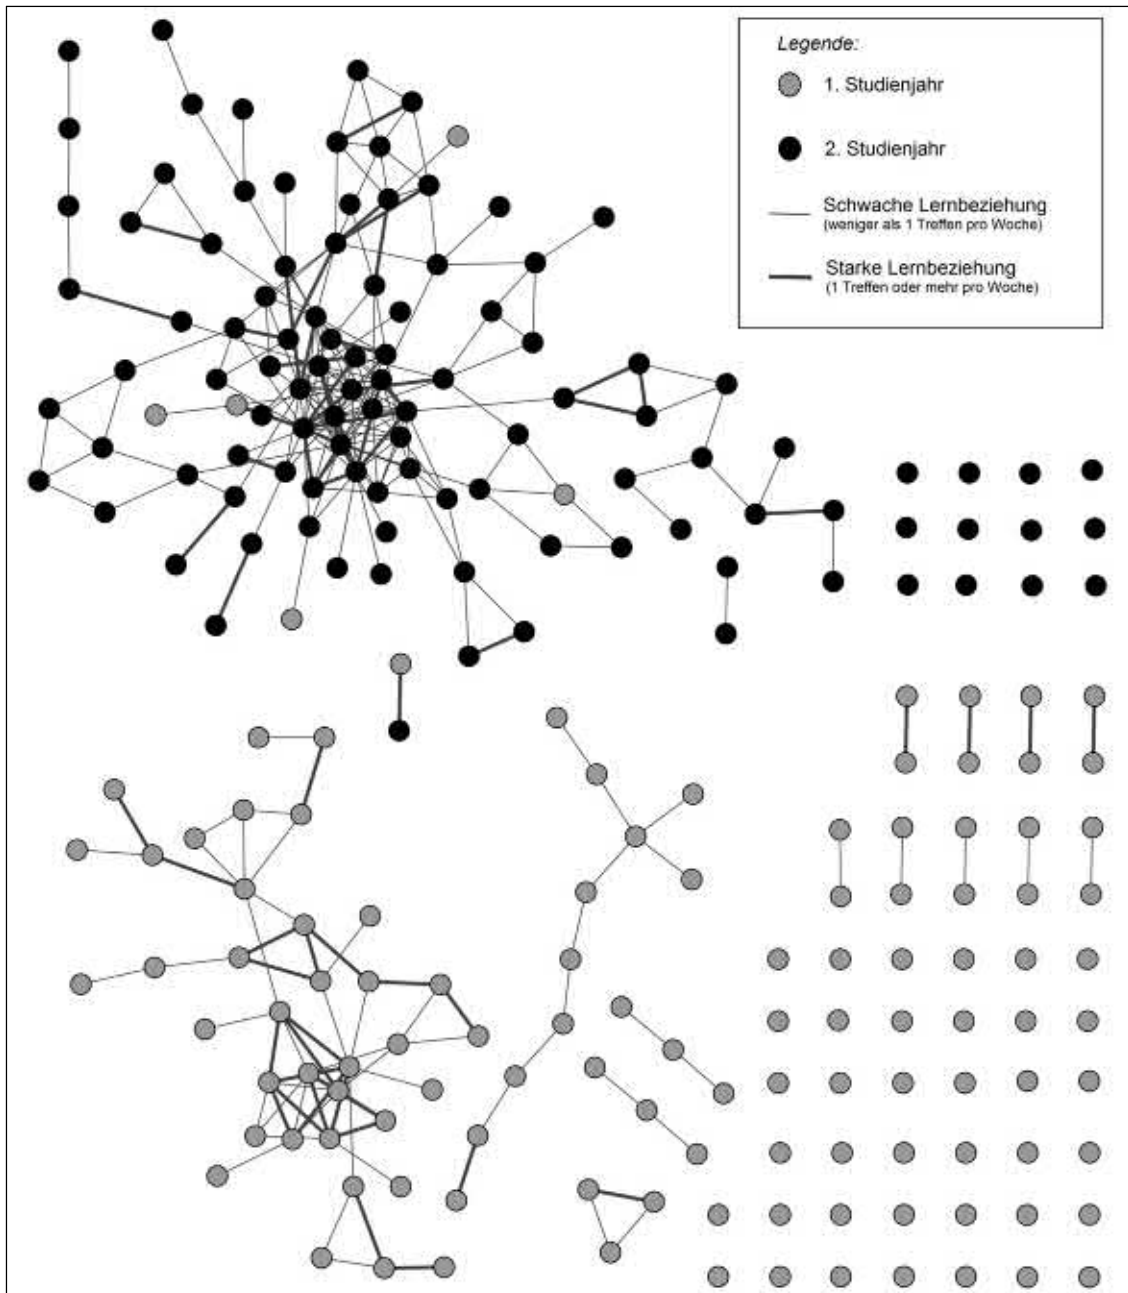 Legende:
1. Studienjahr
2. Studienjahr
Schwache Lernbeziehung
(weniger als 1 Treffen pro Woche)
Starke Lernbeziehung
(1 Treffen oder mehr pro Woche)